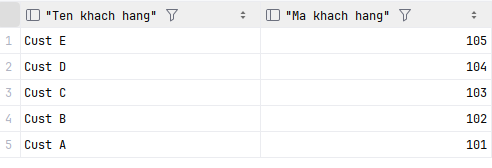 "Ten khach hang" "Ma khach hang"
1 Cust E 105
2 Cust D 104
3 Cust C 103
4 Cust B 102
5 Cust A 101